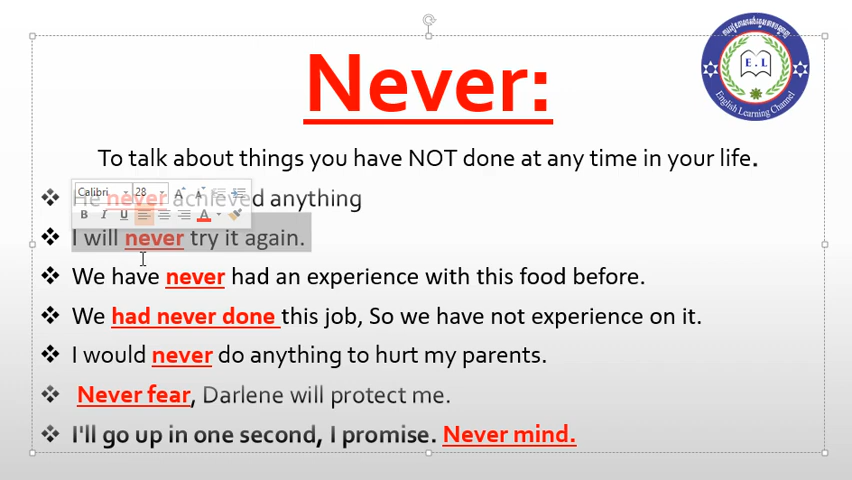 Never:
E.L
English Learning Channel
To talk about things you have NOT done at any time in your life.
He never achieved anything
Calibri 28
B I U A
I will never try it again.
We have never had an experience with this food before.
We had never done this job, So we have not experience on it.
I would never do anything to hurt my parents.
Never fear, Darlene will protect me.
I'll go up in one second, I promise. Never mind.